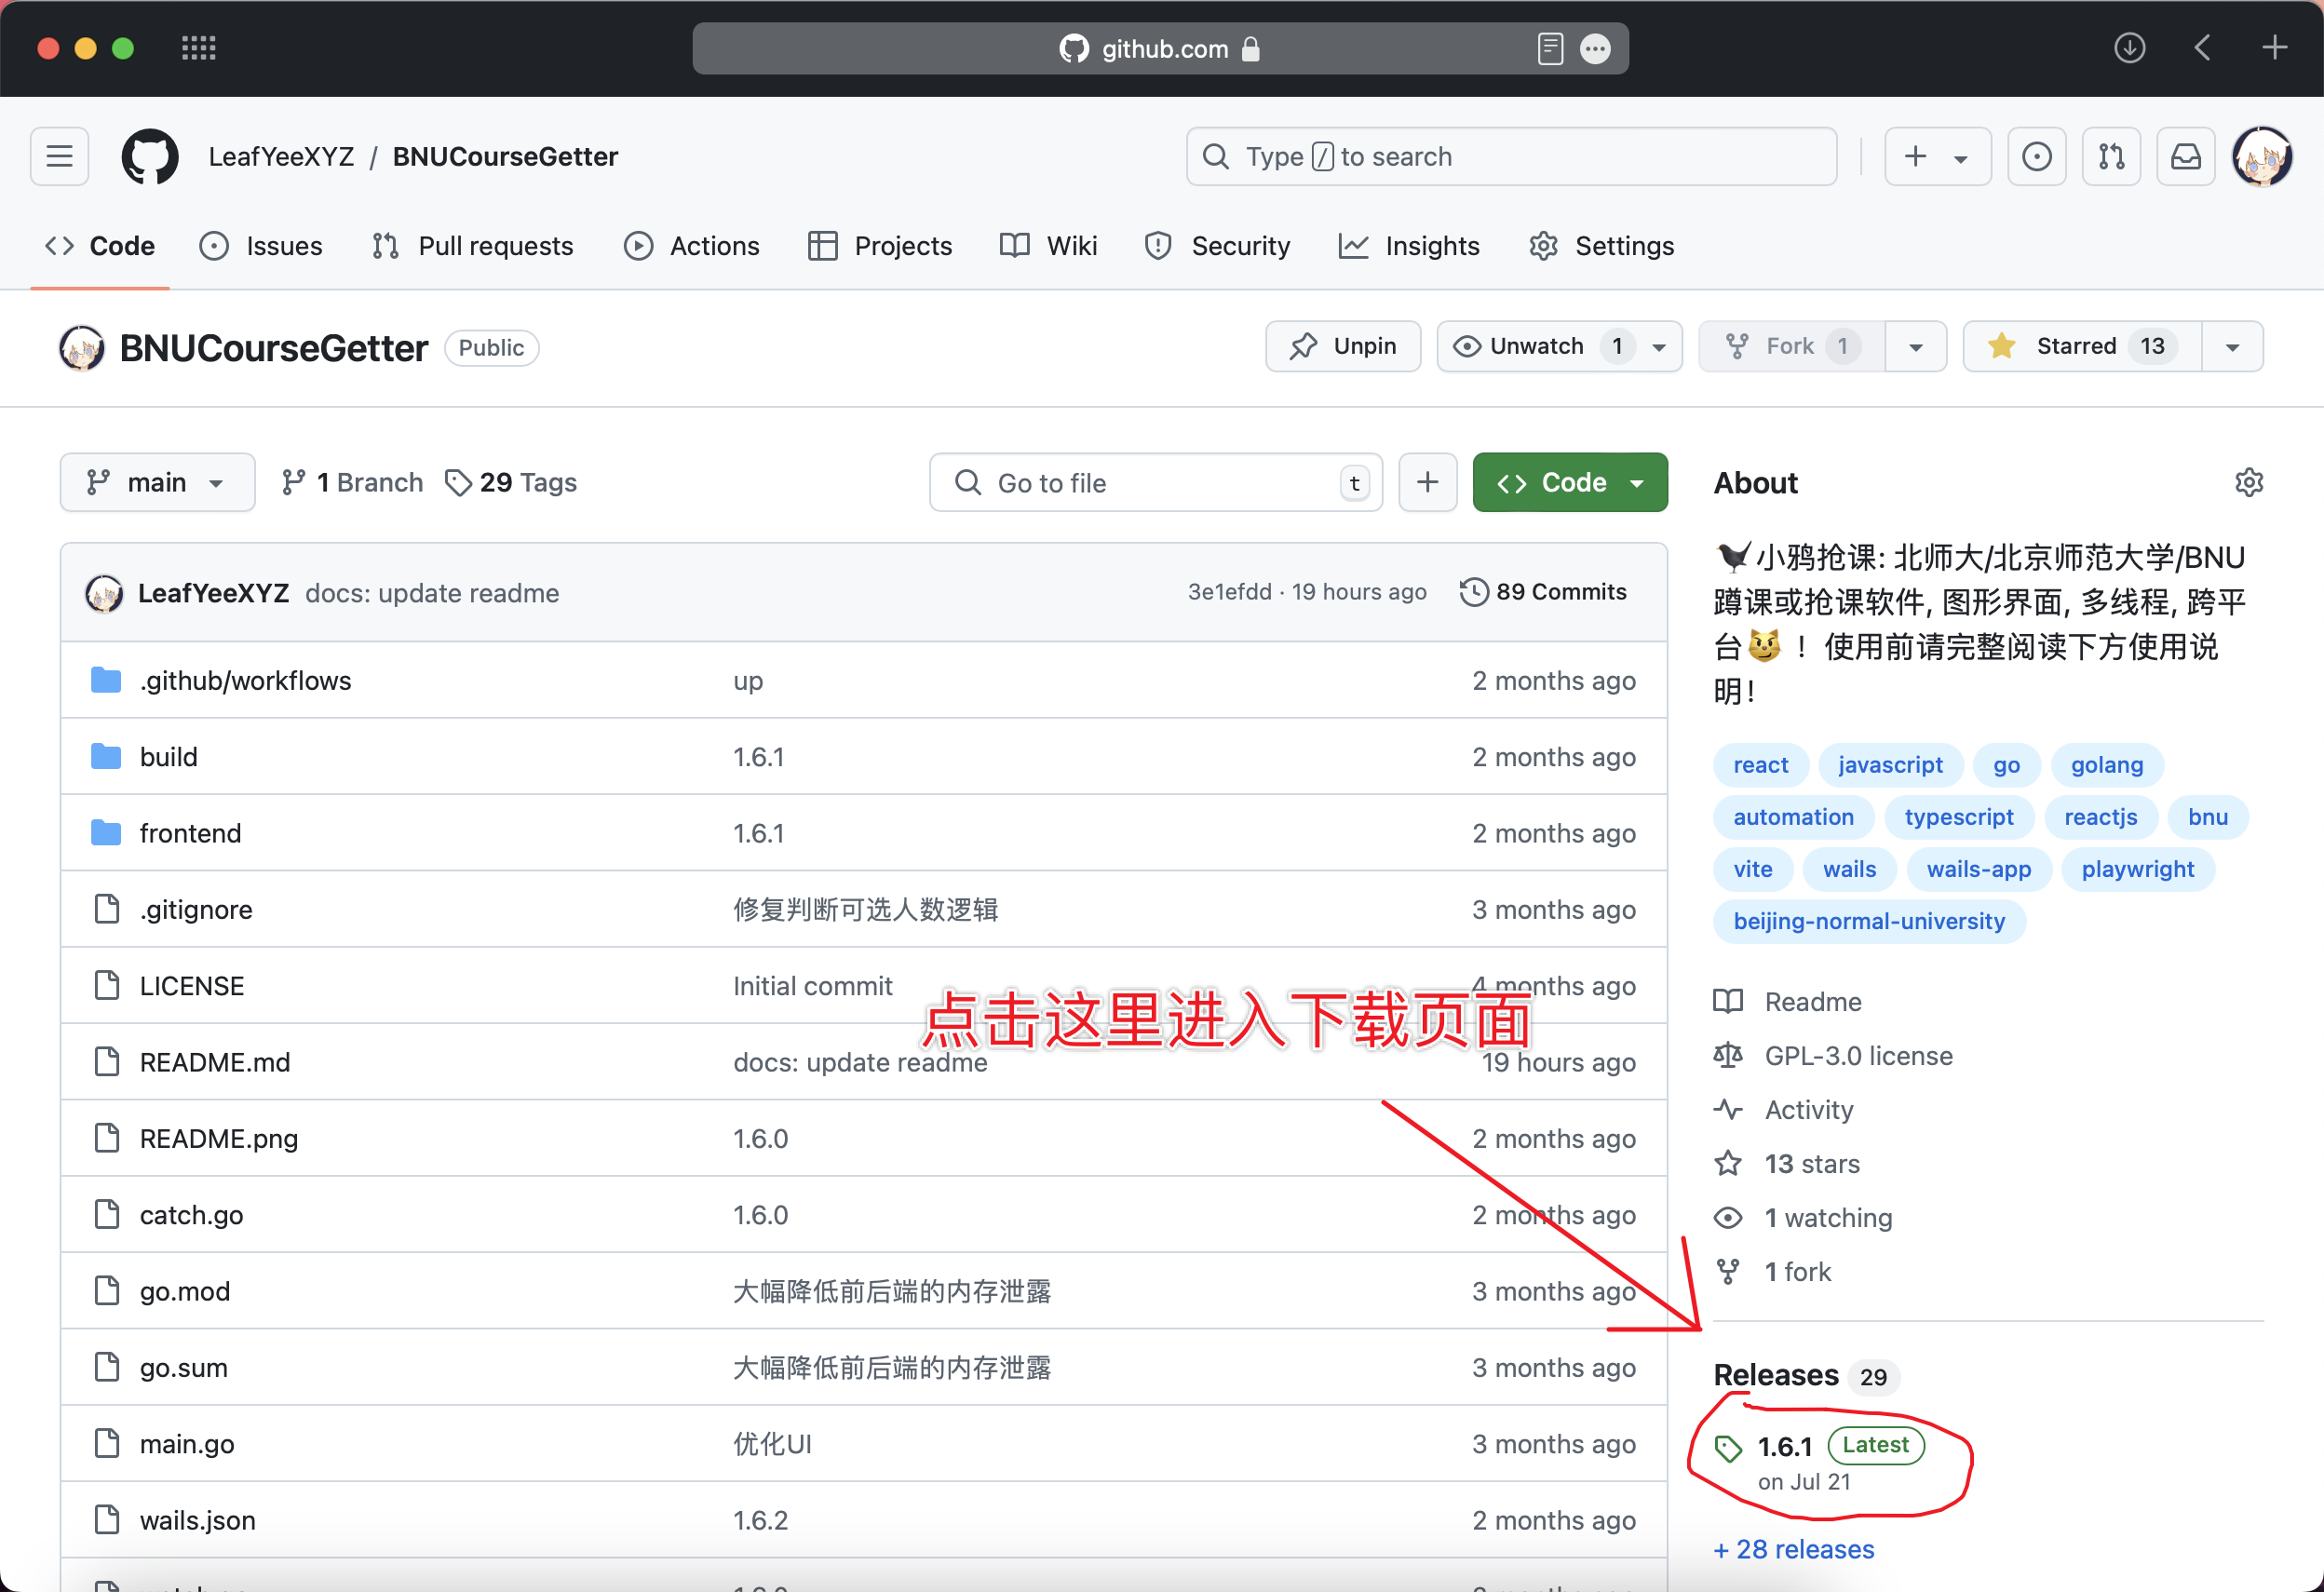 github.com
LeafYeeXYZ / BNUCourseGetter
Type / to search
Code Issues Pull requests Actions Projects Wiki Security Insights Settings
BNUCourseGetter Public
Unpin Unwatch 1 Fork 1 Starred 13
main 1 Branch 29 Tags
Go to file t
Code
LeafYeeXYZ docs: update readme 3e1efdd · 19 hours ago 89 Commits
.github/workflows up 2 months ago
build 1.6.1 2 months ago
frontend 1.6.1 2 months ago
.gitignore 修复判断可选人数逻辑 3 months ago
LICENSE Initial commit 4 months ago
点击这里进入下载页面
README.md docs: update readme 19 hours ago
README.png 1.6.0 2 months ago
catch.go 1.6.0 2 months ago
go.mod 大幅降低前后端的内存泄露 3 months ago
go.sum 大幅降低前后端的内存泄露 3 months ago
main.go 优化UI 3 months ago
wails.json 1.6.2 2 months ago
About
小鸦抢课: 北师大/北京师范大学/BNU
蹲课或抢课软件, 图形界面, 多线程, 跨平
台😼 ！ 使用前请完整阅读下方使用说
明！
react javascript go golang
automation typescript reactjs bnu
vite wails wails-app playwright
beijing-normal-university
Readme
GPL-3.0 license
Activity
13 stars
1 watching
1 fork
Releases 29
1.6.1 Latest
on Jul 21
+ 28 releases